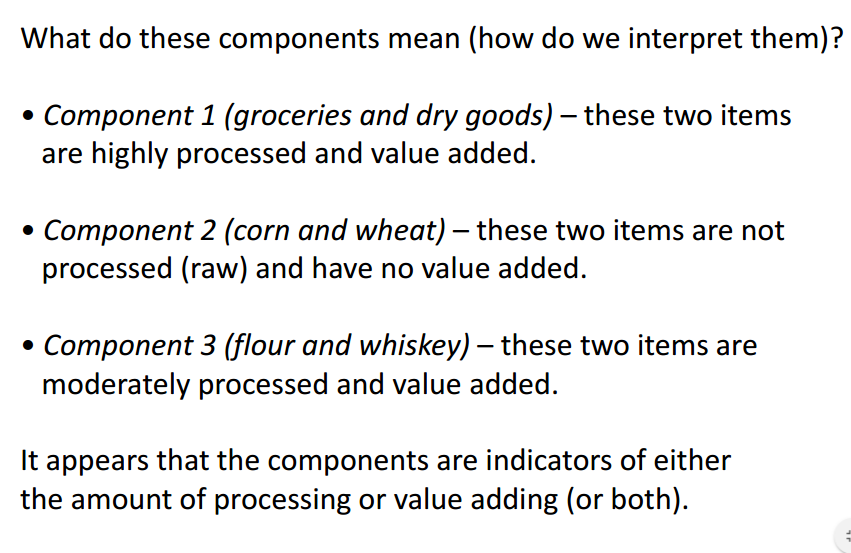 What do these components mean (how do we interpret them)?
• Component 1 (groceries and dry goods) – these two items
are highly processed and value added.
• Component 2 (corn and wheat) – these two items are not
processed (raw) and have no value added.
• Component 3 (flour and whiskey) – these two items are
moderately processed and value added.
It appears that the components are indicators of either
the amount of processing or value adding (or both).